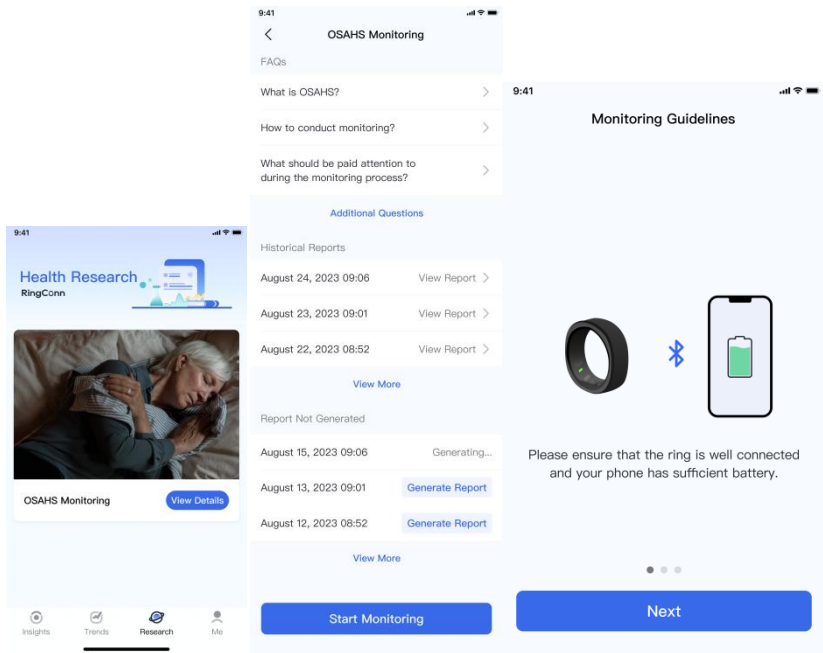 9:41
Health Research
RingConn
OSAHS Monitoring
View Details
Insights
Trends
Research
Me
9:41
OSAHS Monitoring
FAQs
What is OSAHS?
How to conduct monitoring?
What should be paid attention to
during the monitoring process?
Additional Questions
Historical Reports
August 24, 2023 09:06 View Report
August 23, 2023 09:01 View Report
August 22, 2023 08:52 View Report
View More
Report Not Generated
August 15, 2023 09:06 Generating...
August 13, 2023 09:01 Generate Report
August 12, 2023 08:52 Generate Report
View More
Start Monitoring
9:41
Monitoring Guidelines
Please ensure that the ring is well connected
and your phone has sufficient battery.
Next